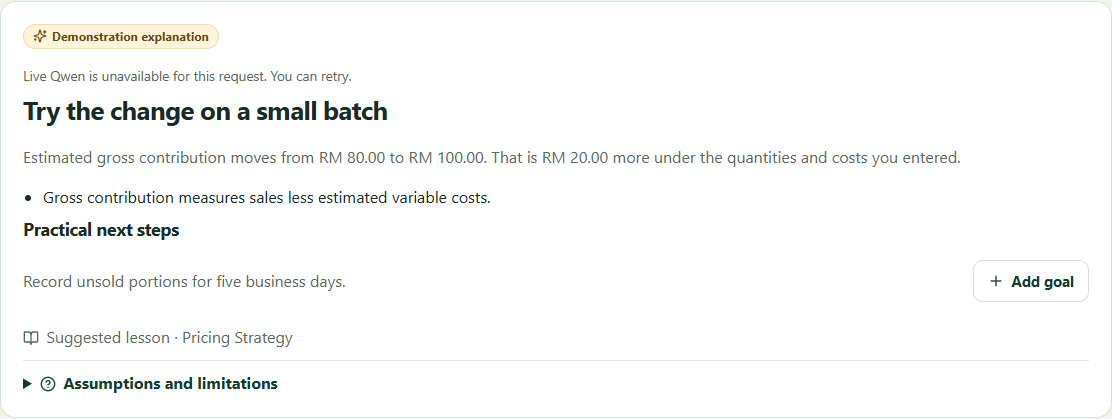 Demonstration explanation
Live Qwen is unavailable for this request. You can retry.
Try the change on a small batch
Estimated gross contribution moves from RM 80.00 to RM 100.00. That is RM 20.00 more under the quantities and costs you entered.
• Gross contribution measures sales less estimated variable costs.
Practical next steps
Record unsold portions for five business days.
+ Add goal
Suggested lesson · Pricing Strategy
Assumptions and limitations